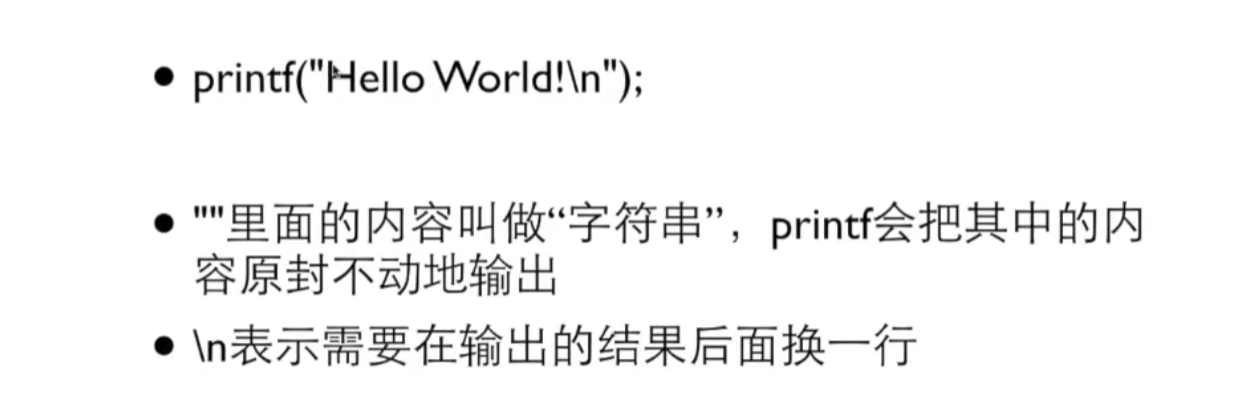 • printf("Hello World!\n");
• ""里面的内容叫做“字符串”，printf会把其中的内
容原封不动地输出
• \n表示需要在输出的结果后面换一行